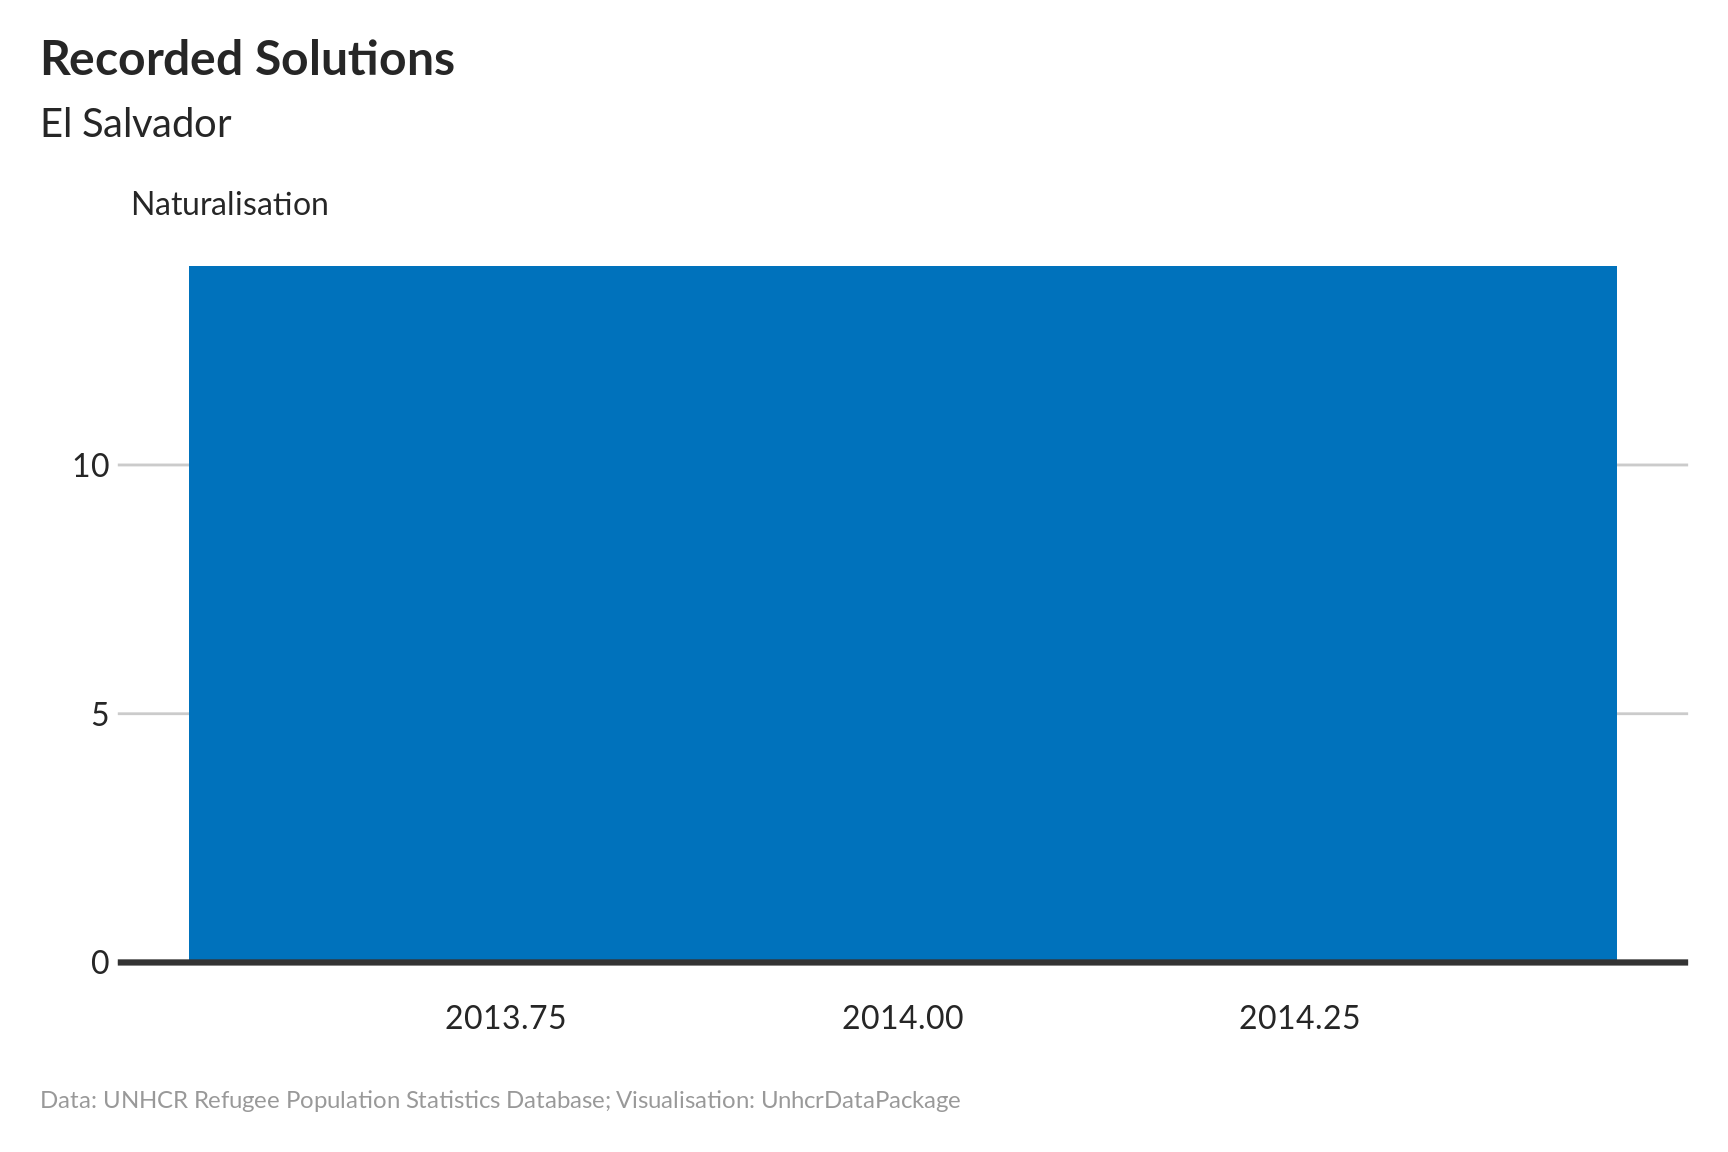 Recorded Solutions
El Salvador
Naturalisation
10
5
0
2013.75 2014.00 2014.25
Data: UNHCR Refugee Population Statistics Database; Visualisation: UnhcrDataPackage